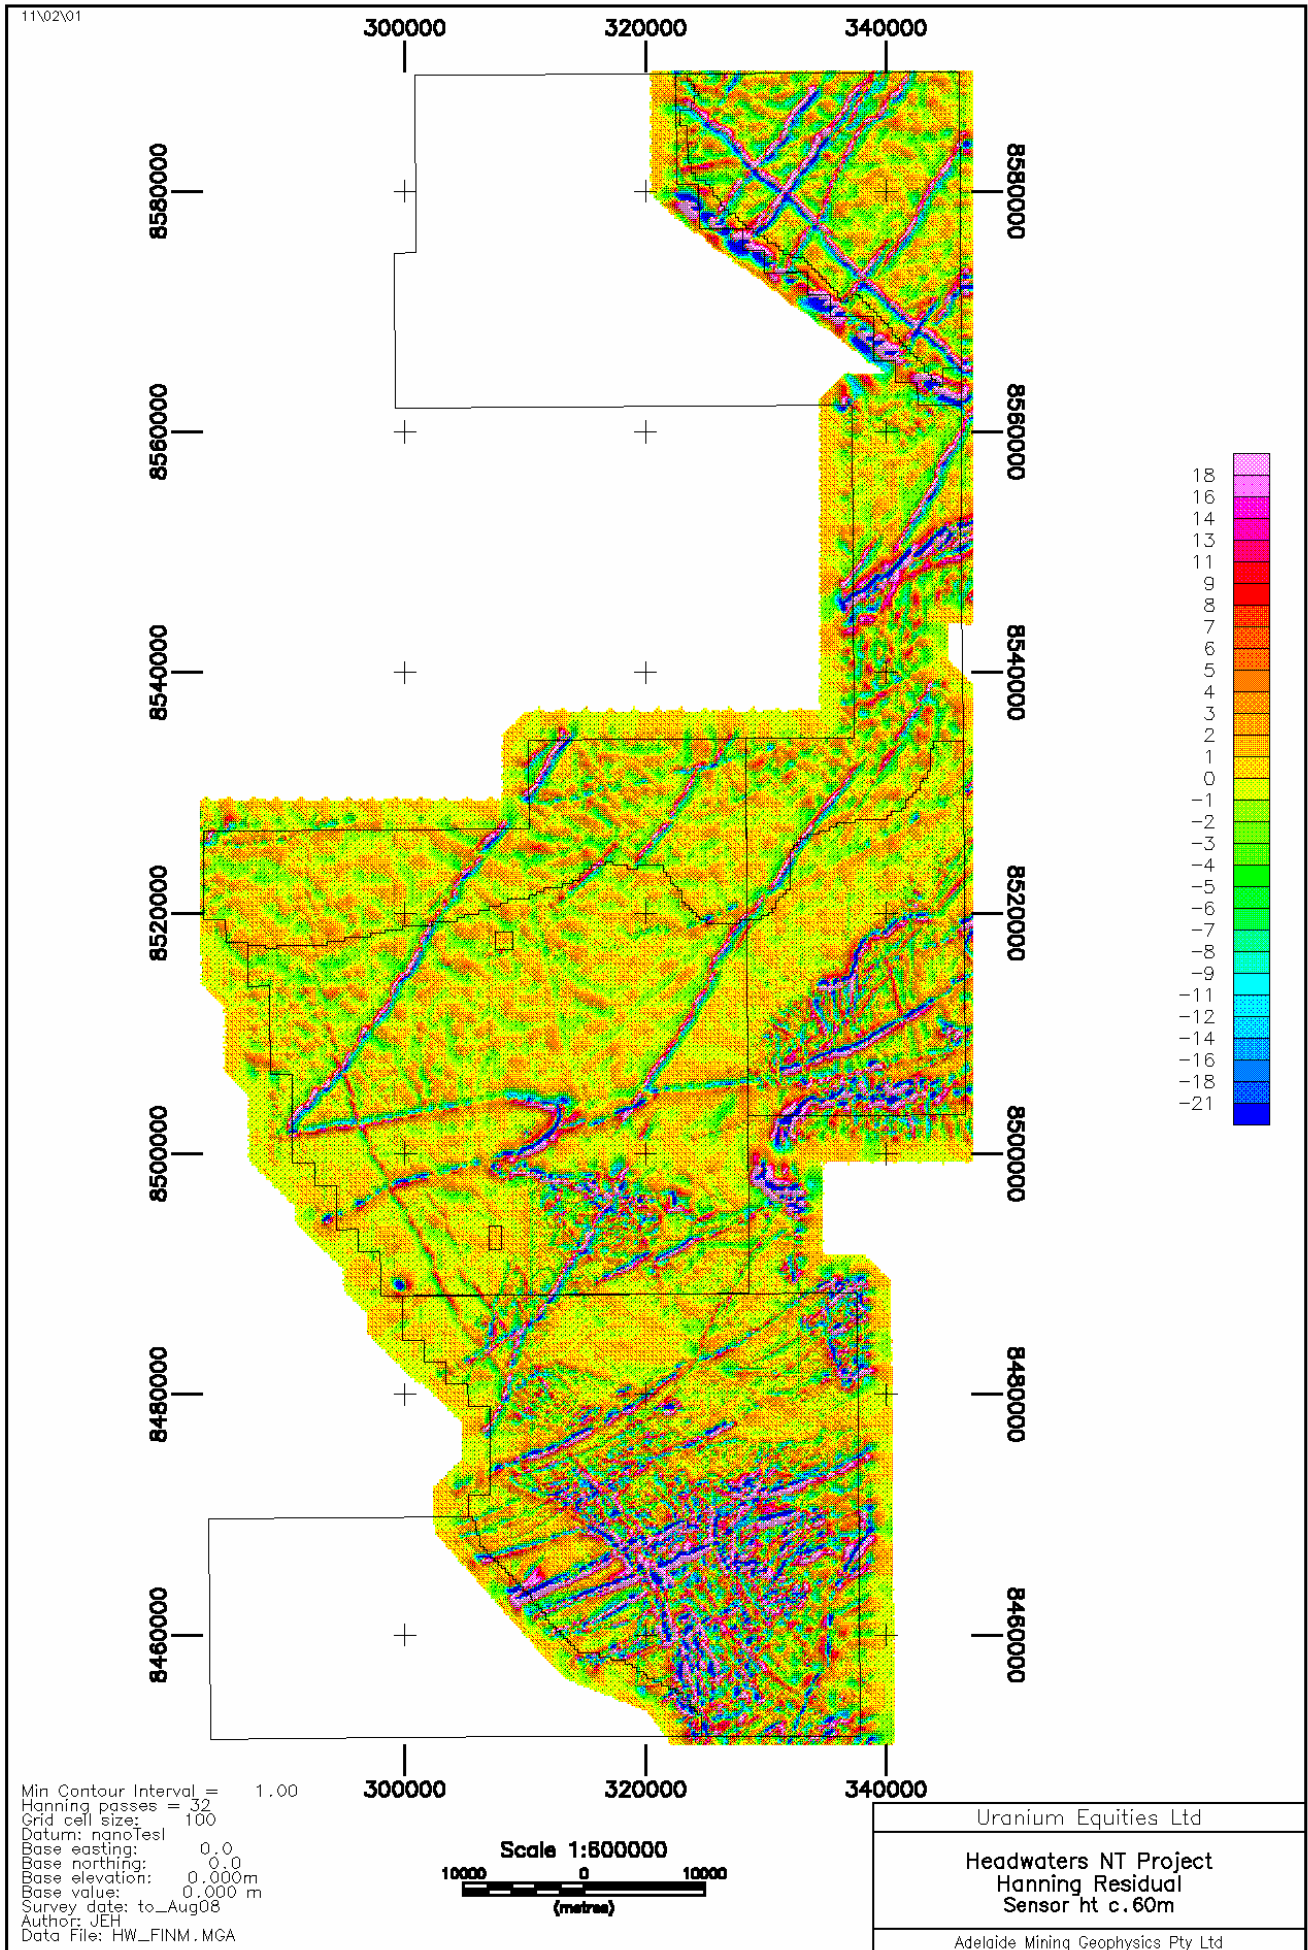 11\02\01
300000 320000 340000
8580000 8580000
8560000 8560000
8540000 8540000
8520000 8520000
8500000 8500000
8480000 8480000
8460000 8460000
18
16
14
13
11
9
8
7
6
5
4
3
2
1
0
-1
-2
-3
-4
-5
-6
-7
-8
-9
-11
-12
-14
-16
-18
-21
300000 320000 340000
Min Contour Interval = 1.00
Hanning passes = 32
Grid cell size: 100
Datum: nanoTesl
Base easting: 0.0
Base northing: 0.0
Base elevation: 0.000m
Base value: 0.000 m
Survey date: to_Aug08
Author: JEH
Data File: HW_FINM.MGA
Scale 1:600000
10000 0 10000
(metres)
Uranium Equities Ltd
Headwaters NT Project
Hanning Residual
Sensor ht c.60m
Adelaide Mining Geophysics Pty Ltd